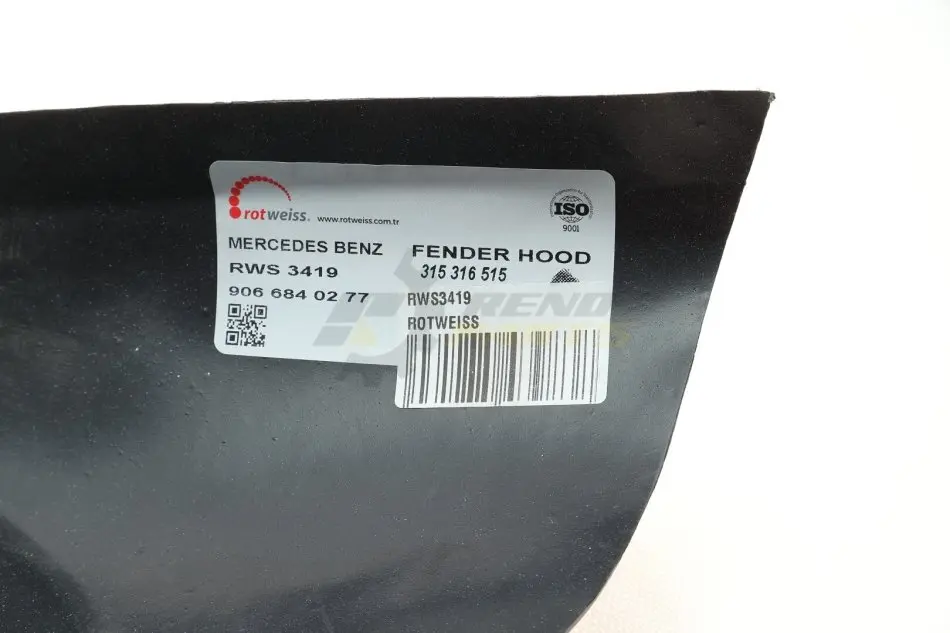 rotweiss. www.rotweiss.com.tr
ISO
9001
MERCEDES BENZ
FENDER HOOD
RWS 3419
315 316 515
906 684 02 77
RWS3419
ROTWEISS
TREND